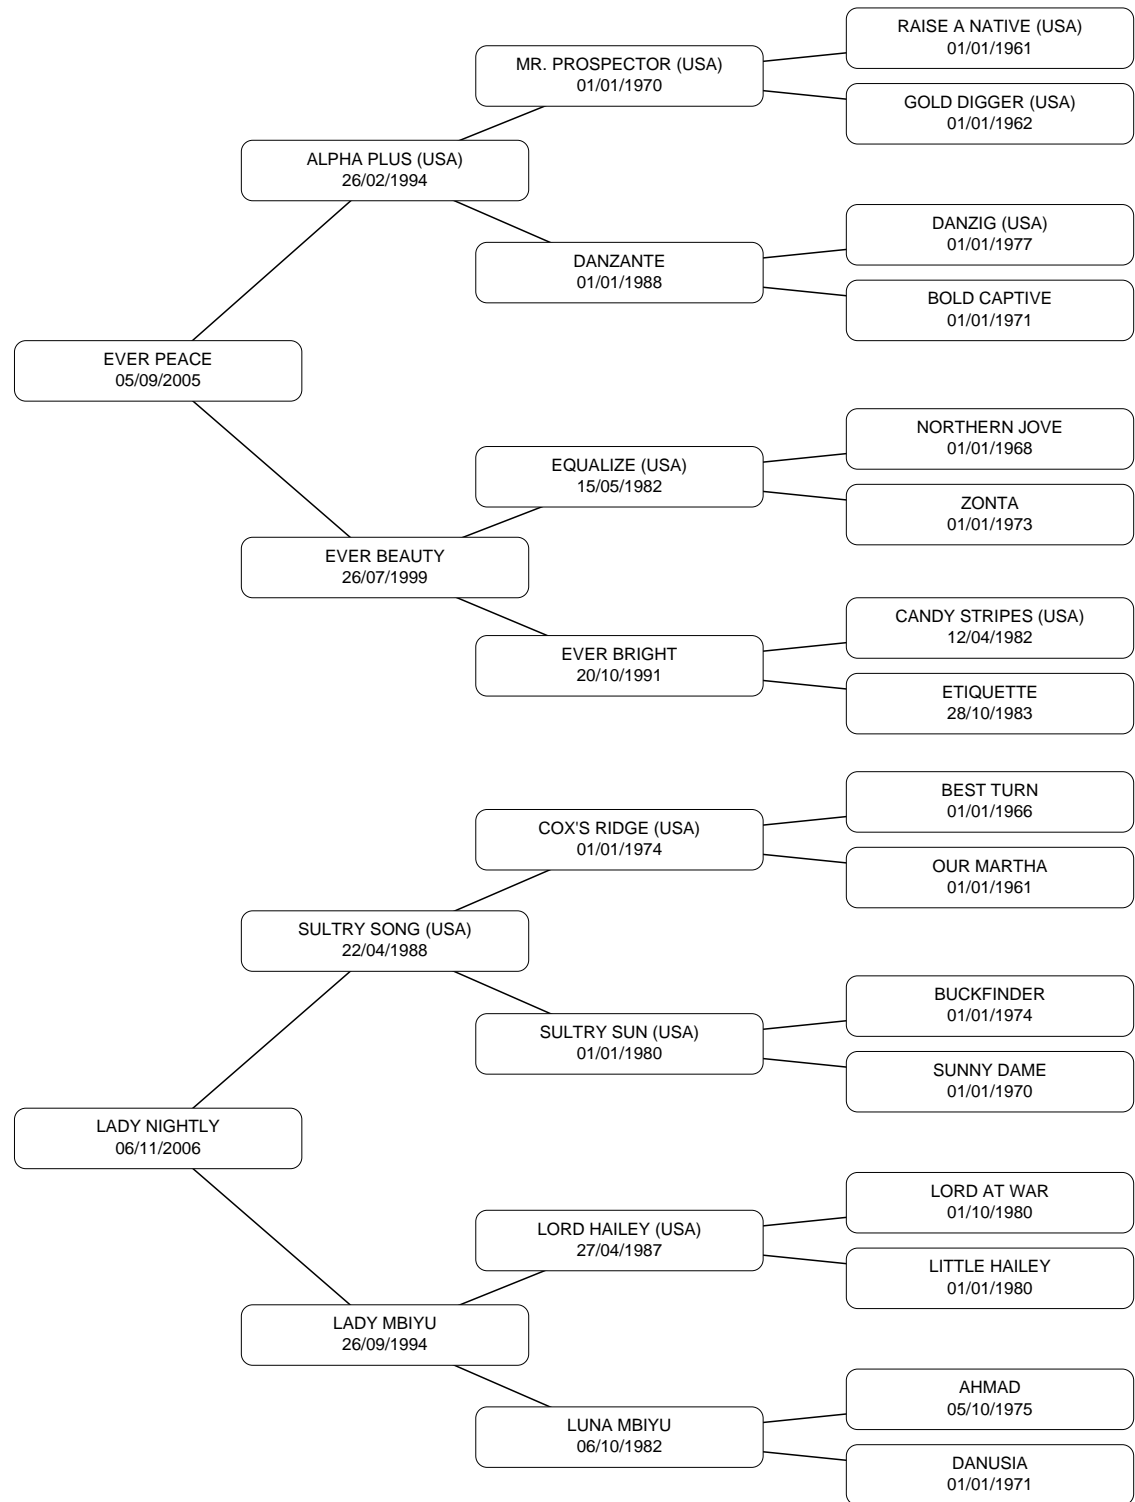 RAISE A NATIVE (USA)
01/01/1961
MR. PROSPECTOR (USA)
01/01/1970
GOLD DIGGER (USA)
01/01/1962
ALPHA PLUS (USA)
26/02/1994
DANZIG (USA)
01/01/1977
DANZANTE
01/01/1988
BOLD CAPTIVE
01/01/1971
EVER PEACE
05/09/2005
NORTHERN JOVE
01/01/1968
EQUALIZE (USA)
15/05/1982
ZONTA
01/01/1973
EVER BEAUTY
26/07/1999
CANDY STRIPES (USA)
12/04/1982
EVER BRIGHT
20/10/1991
ETIQUETTE
28/10/1983
BEST TURN
01/01/1966
COX'S RIDGE (USA)
01/01/1974
OUR MARTHA
01/01/1961
SULTRY SONG (USA)
22/04/1988
BUCKFINDER
01/01/1974
SULTRY SUN (USA)
01/01/1980
SUNNY DAME
01/01/1970
LADY NIGHTLY
06/11/2006
LORD AT WAR
01/10/1980
LORD HAILEY (USA)
27/04/1987
LITTLE HAILEY
01/01/1980
LADY MBIYU
26/09/1994
AHMAD
05/10/1975
LUNA MBIYU
06/10/1982
DANUSIA
01/01/1971